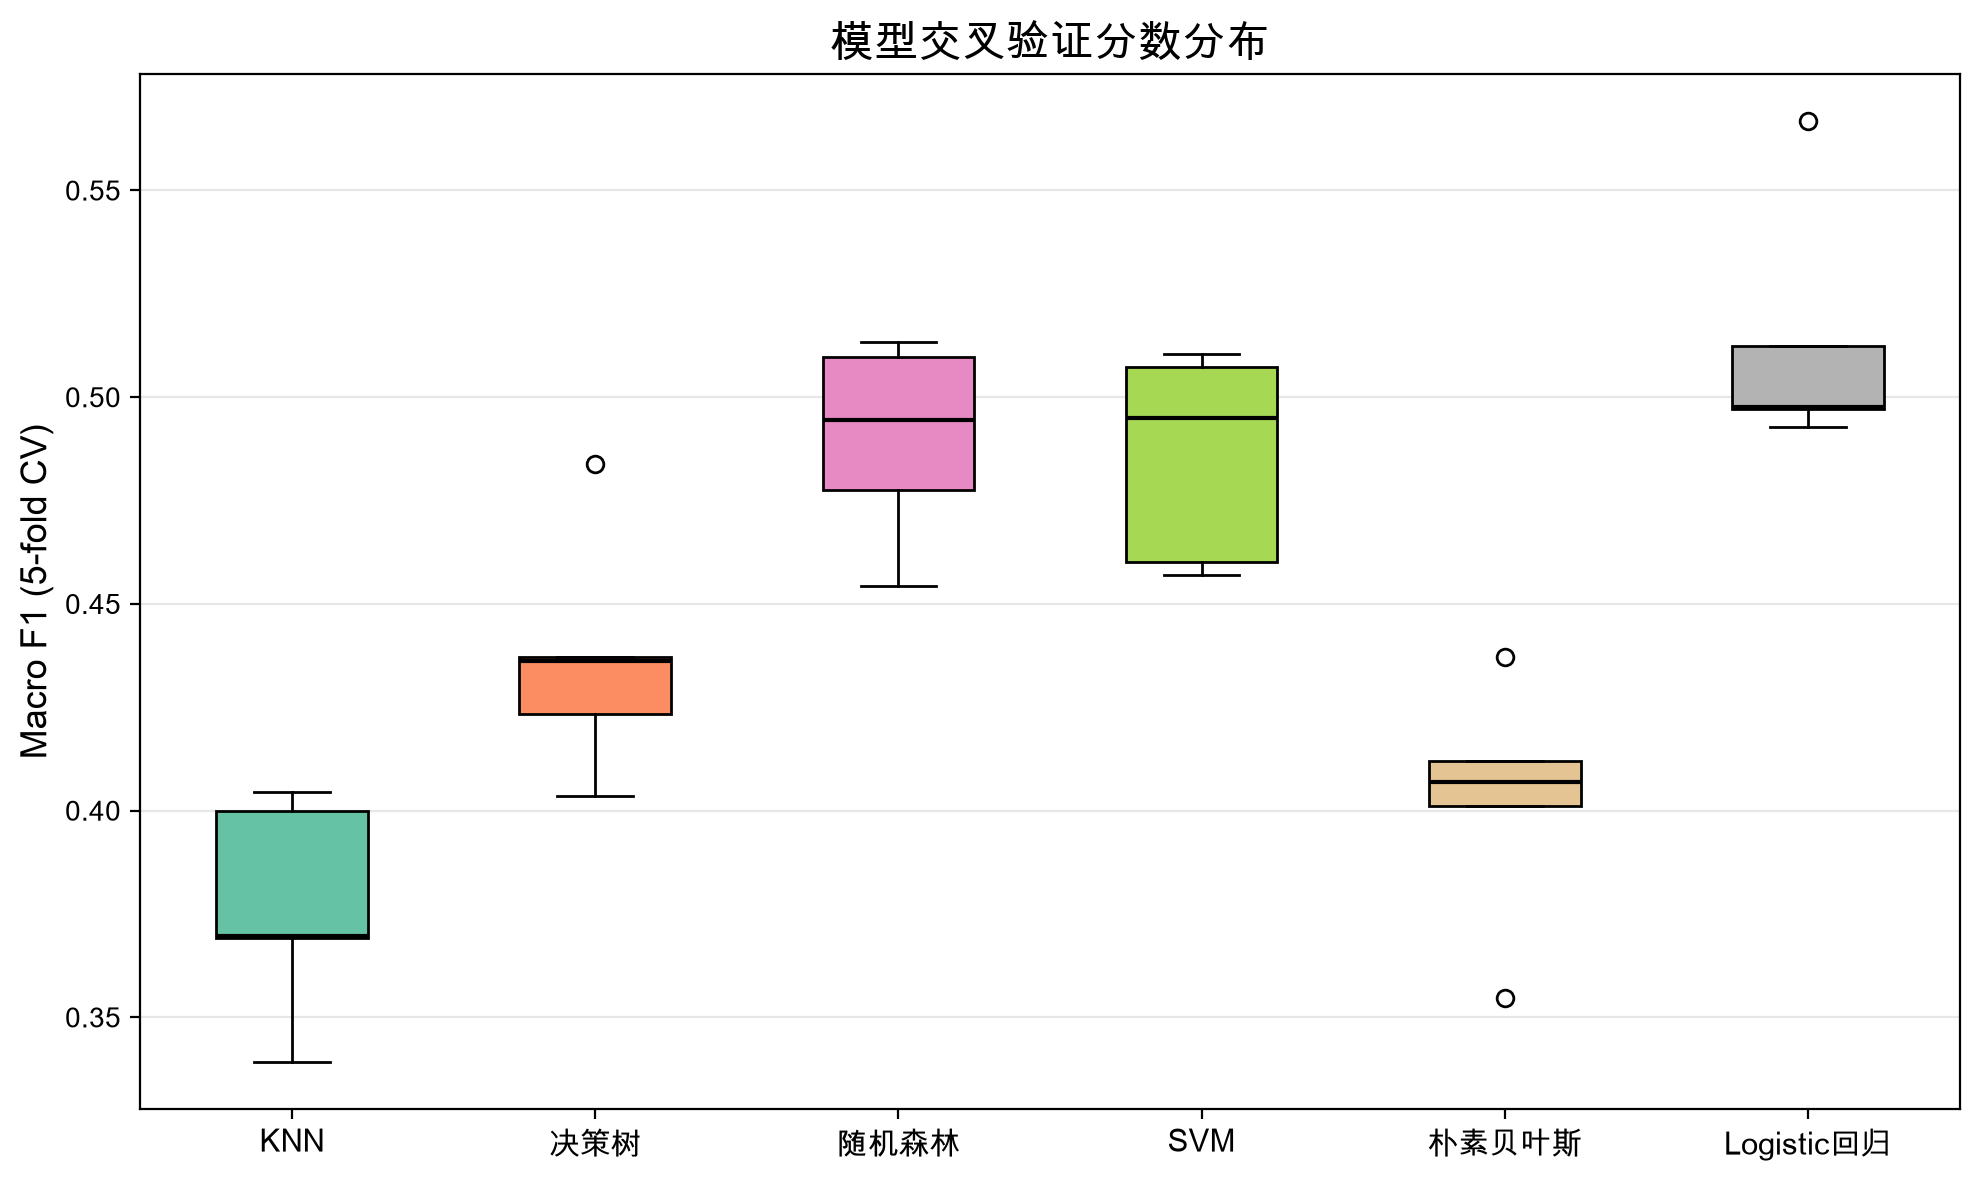 模型交叉验证分数分布
Macro F1 (5-fold CV)
0.55
0.50
0.45
0.40
0.35
KNN
决策树
随机森林
SVM
朴素贝叶斯
Logistic回归